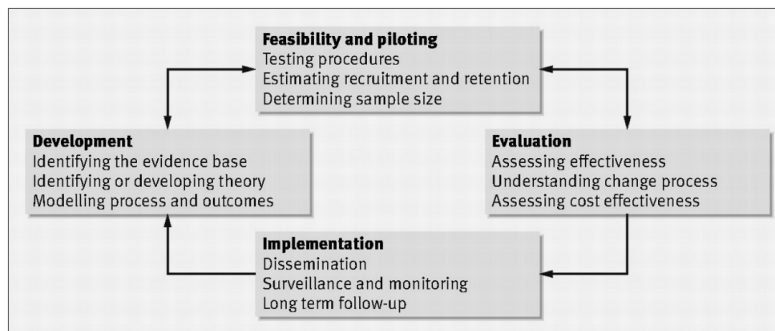 Feasibility and piloting
Testing procedures
Estimating recruitment and retention
Determining sample size
Development
Identifying the evidence base
Identifying or developing theory
Modelling process and outcomes
Evaluation
Assessing effectiveness
Understanding change process
Assessing cost effectiveness
Implementation
Dissemination
Surveillance and monitoring
Long term follow-up